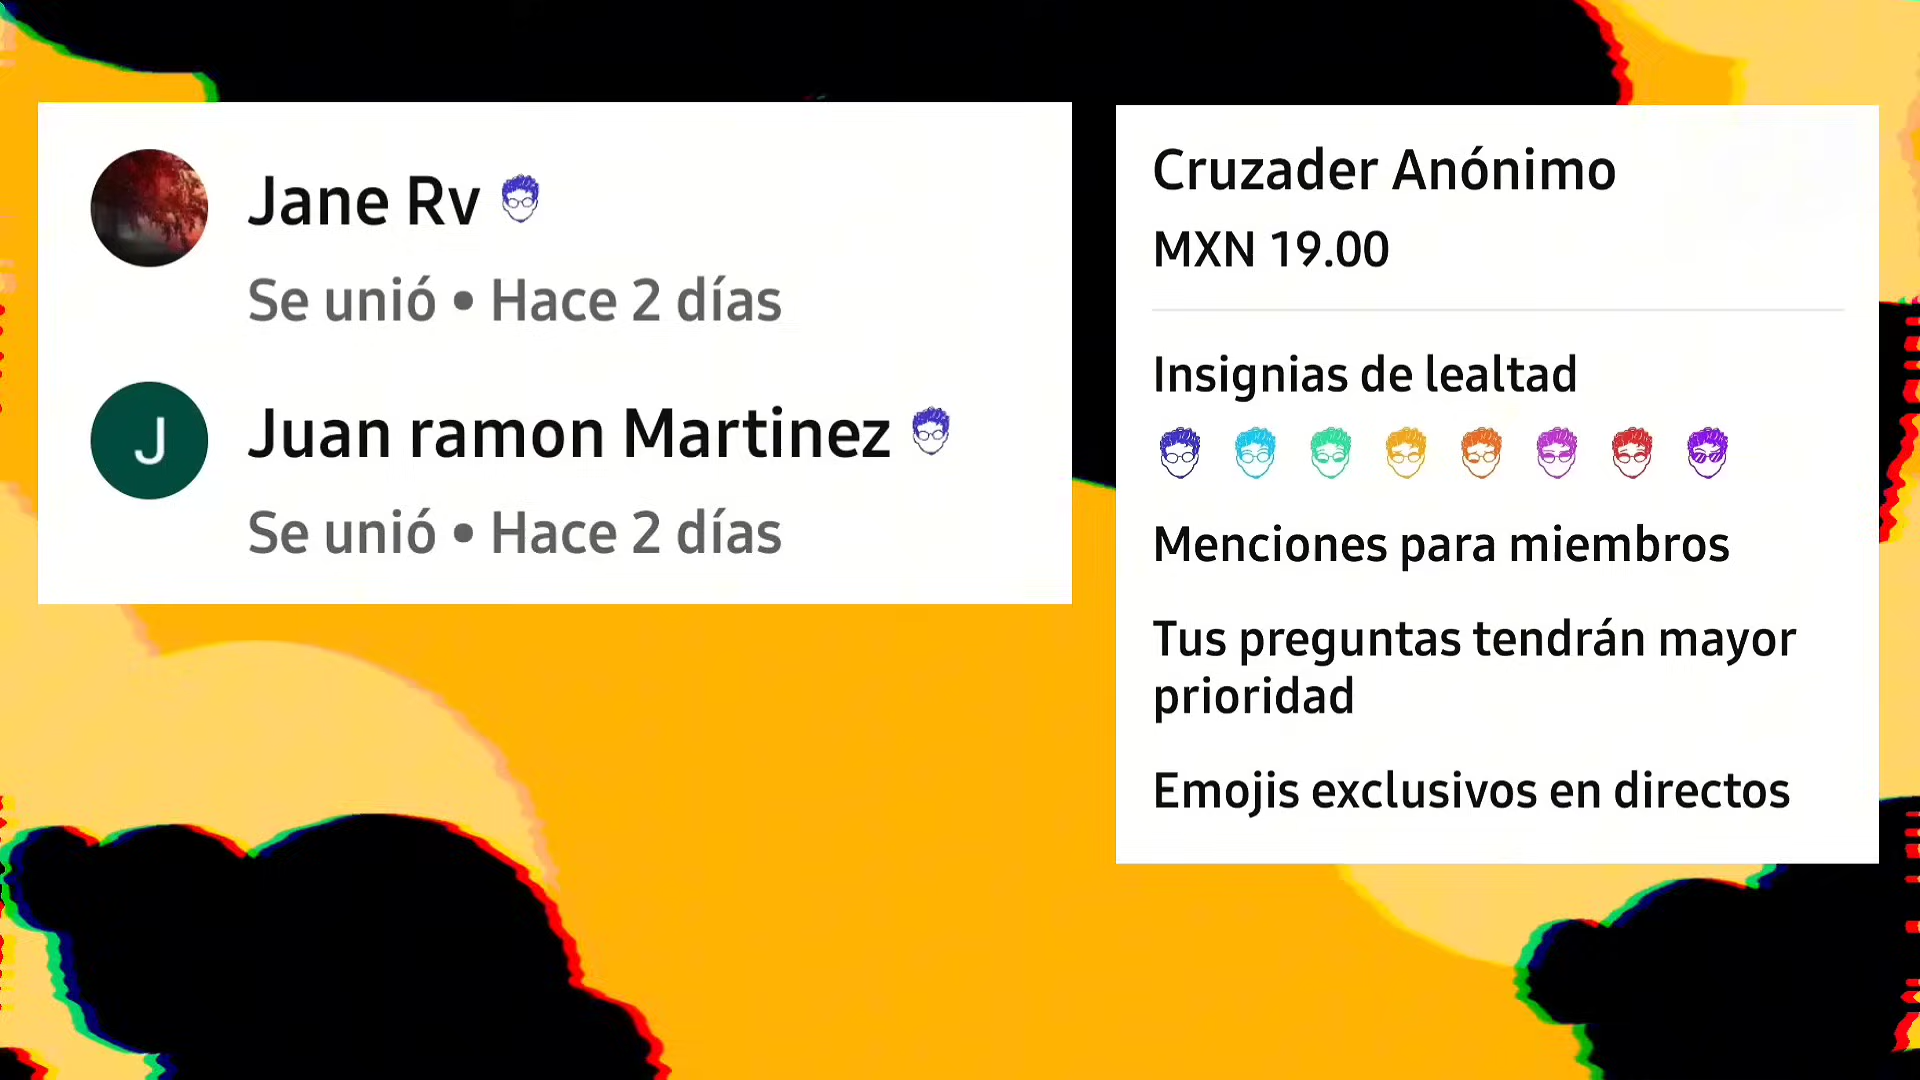 Jane Rv
Se unió • Hace 2 días
J
Juan ramon Martinez
Se unió • Hace 2 días
Cruzader Anónimo
MXN 19.00
Insignias de lealtad
Menciones para miembros
Tus preguntas tendrán mayor
prioridad
Emojis exclusivos en directos